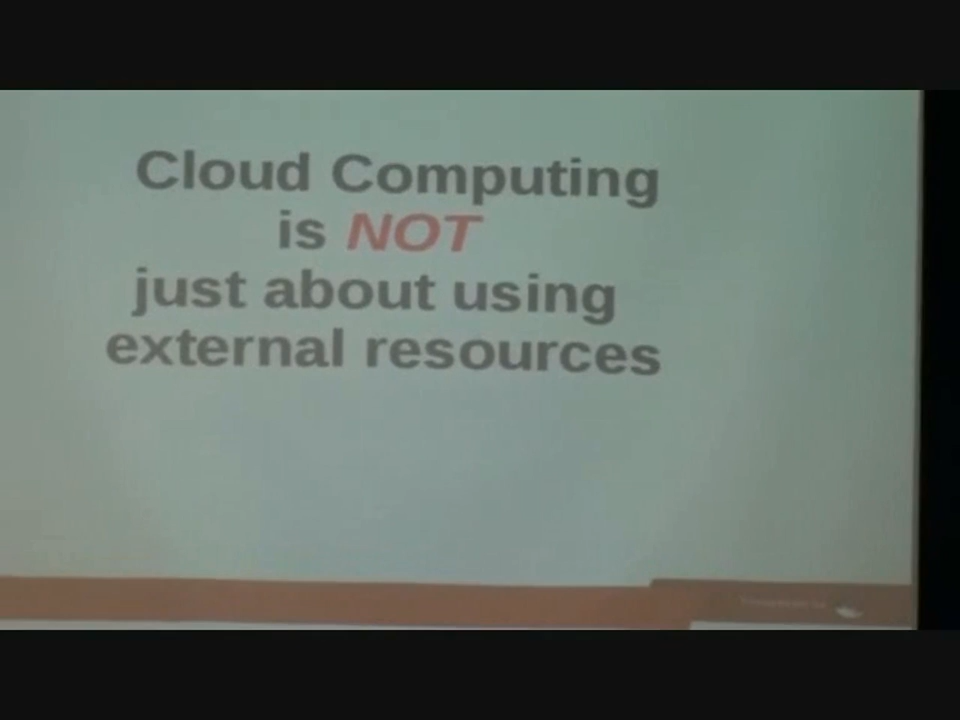 Cloud Computing
is NOT
just about using
external resources